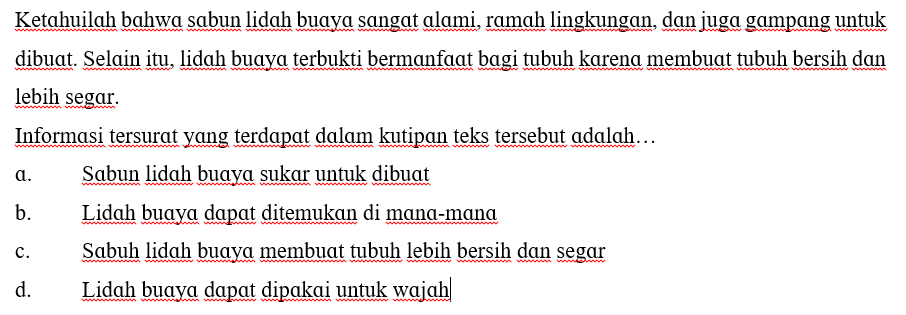 Ketahuilah bahwa sabun lidah buaya sangat alami, ramah lingkungan, dan juga gampang untuk
dibuat. Selain itu, lidah buaya terbukti bermanfaat bagi tubuh karena membuat tubuh bersih dan
lebih segar.
Informasi tersurat yang terdapat dalam kutipan teks tersebut adalah…
a. Sabun lidah buaya sukar untuk dibuat
b. Lidah buaya dapat ditemukan di mana-mana
c. Sabuh lidah buaya membuat tubuh lebih bersih dan segar
d. Lidah buaya dapat dipakai untuk wajah